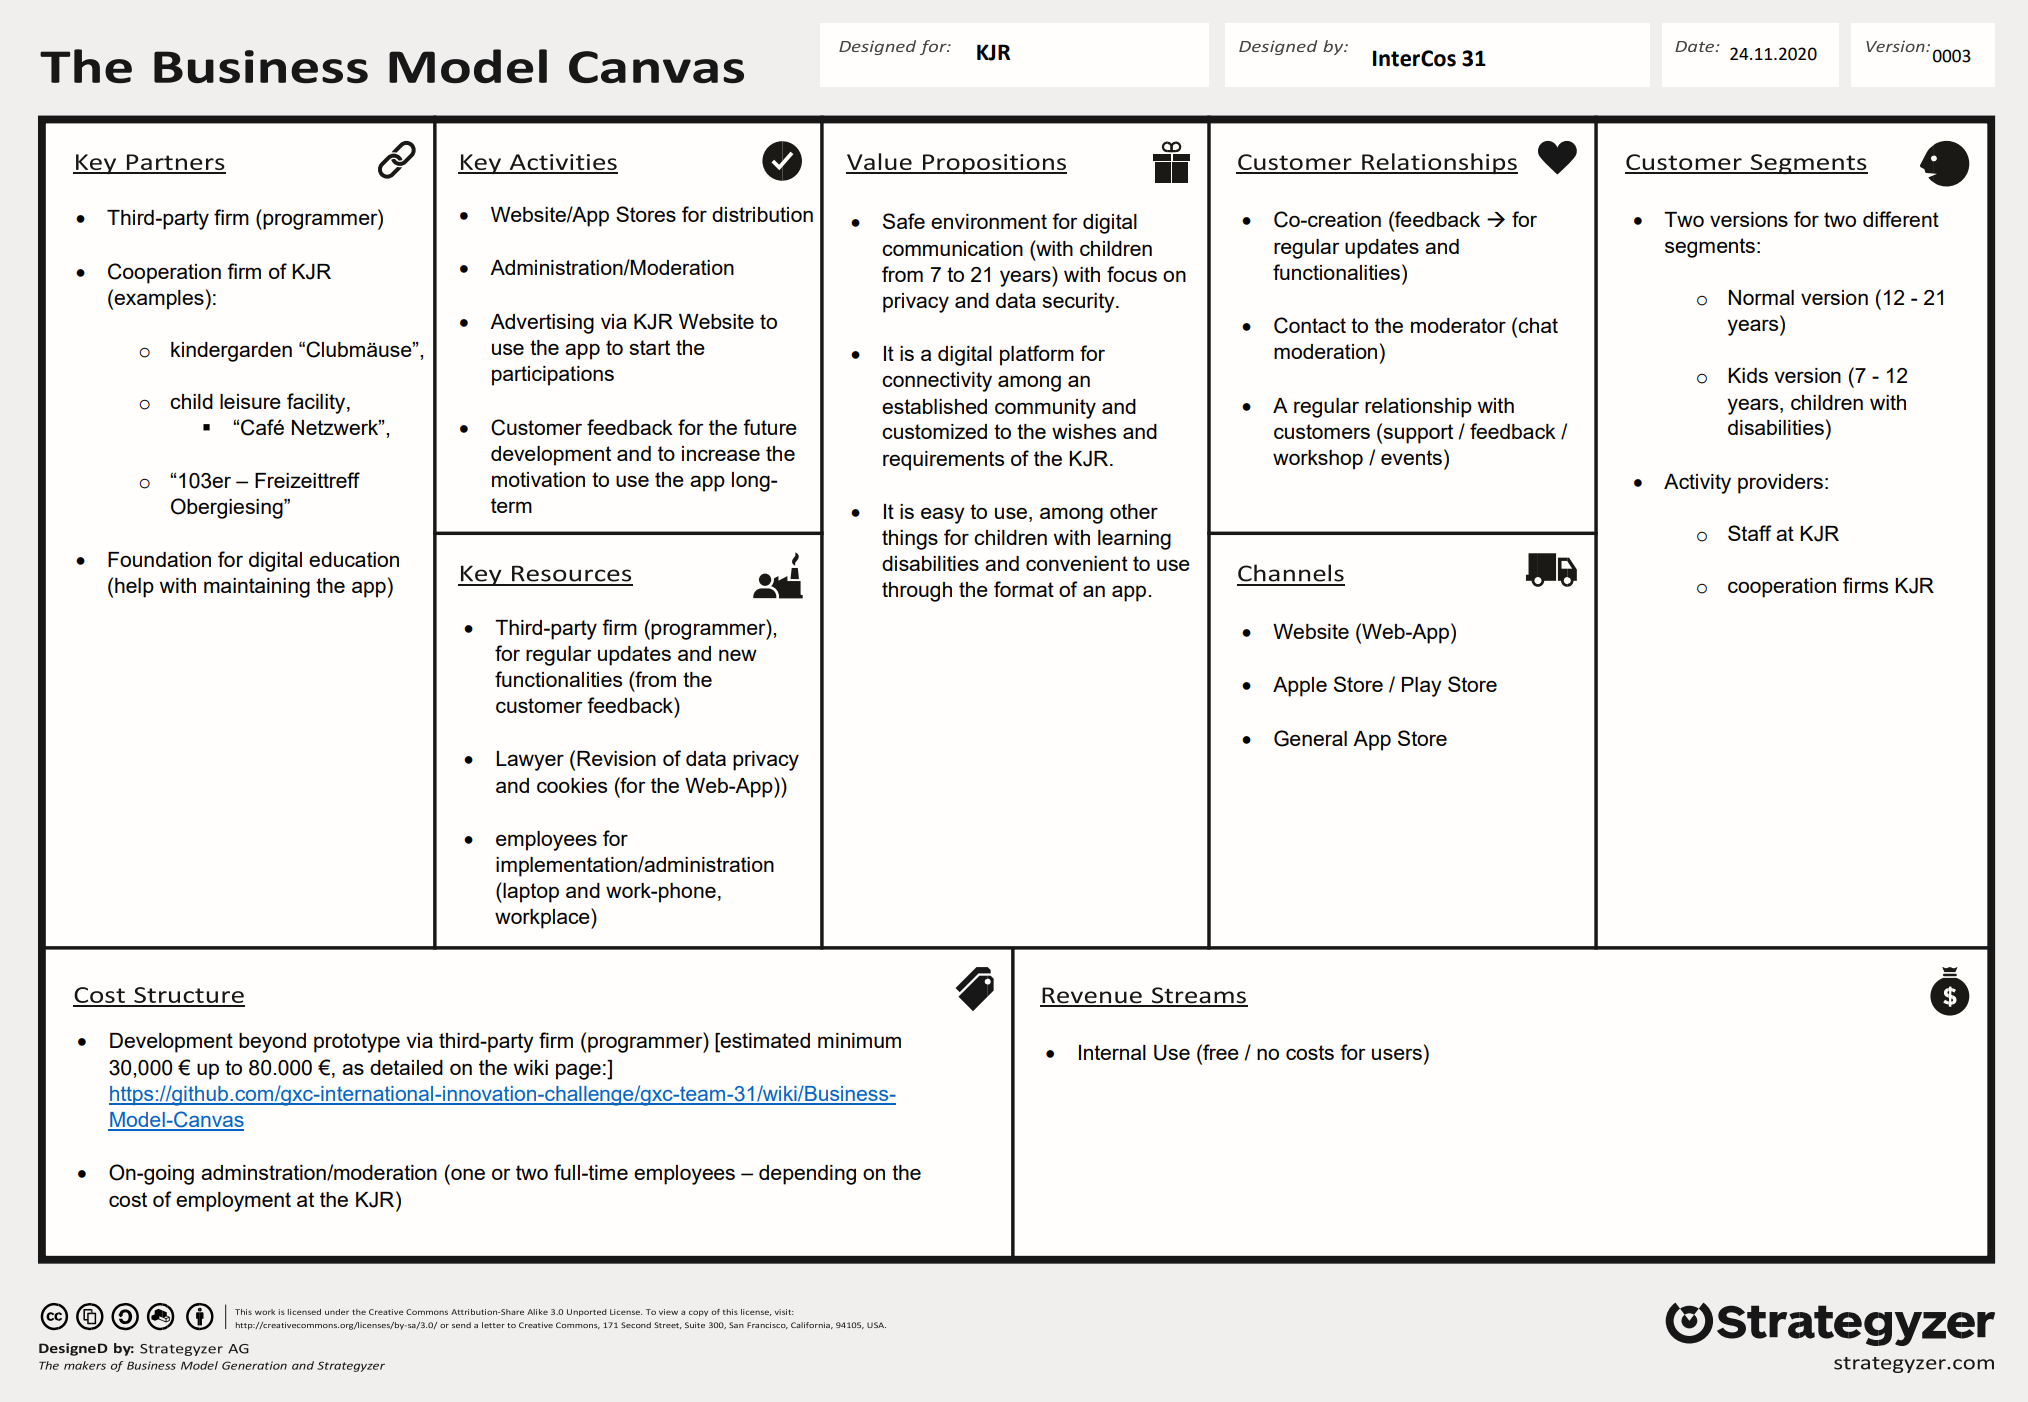 The Business Model Canvas
Designed for: KJR
Designed by: InterCos 31
Date: 24.11.2020
Version: 0003
Key Partners
• Third-party firm (programmer)
• Cooperation firm of KJR
(examples):
o kindergarden “Clubmäuse”,
o child leisure facility,
▪ “Café Netzwerk”,
o “103er – Freizeittreff
Obergiesing”
• Foundation for digital education
(help with maintaining the app)
Key Activities
• Website/App Stores for distribution
• Administration/Moderation
• Advertising via KJR Website to
use the app to start the
participations
• Customer feedback for the future
development and to increase the
motivation to use the app long-
term
Key Resources
• Third-party firm (programmer),
for regular updates and new
functionalities (from the
customer feedback)
• Lawyer (Revision of data privacy
and cookies (for the Web-App))
• employees for
implementation/administration
(laptop and work-phone,
workplace)
Value Propositions
• Safe environment for digital
communication (with children
from 7 to 21 years) with focus on
privacy and data security.
• It is a digital platform for
connectivity among an
established community and
customized to the wishes and
requirements of the KJR.
• It is easy to use, among other
things for children with learning
disabilities and convenient to use
through the format of an app.
Customer Relationships
• Co-creation (feedback → for
regular updates and
functionalities)
• Contact to the moderator (chat
moderation)
• A regular relationship with
customers (support / feedback /
workshop / events)
Channels
• Website (Web-App)
• Apple Store / Play Store
• General App Store
Customer Segments
• Two versions for two different
segments:
o Normal version (12 - 21
years)
o Kids version (7 - 12
years, children with
disabilities)
• Activity providers:
o Staff at KJR
o cooperation firms KJR
Cost Structure
• Development beyond prototype via third-party firm (programmer) [estimated minimum
30,000 € up to 80.000 €, as detailed on the wiki page:]
https://github.com/gxc-international-innovation-challenge/gxc-team-31/wiki/Business-
Model-Canvas
• On-going adminstration/moderation (one or two full-time employees – depending on the
cost of employment at the KJR)
Revenue Streams
$
• Internal Use (free / no costs for users)
cc
This work is licensed under the Creative Commons Attribution-Share Alike 3.0 Unported License. To view a copy of this license, visit:
http://creativecommons.org/licenses/by-sa/3.0/ or send a letter to Creative Commons, 171 Second Street, Suite 300, San Francisco, California, 94105, USA.
DesigneD by: Strategyzer AG
The makers of Business Model Generation and Strategyzer
Strategyzer
strategyzer.com